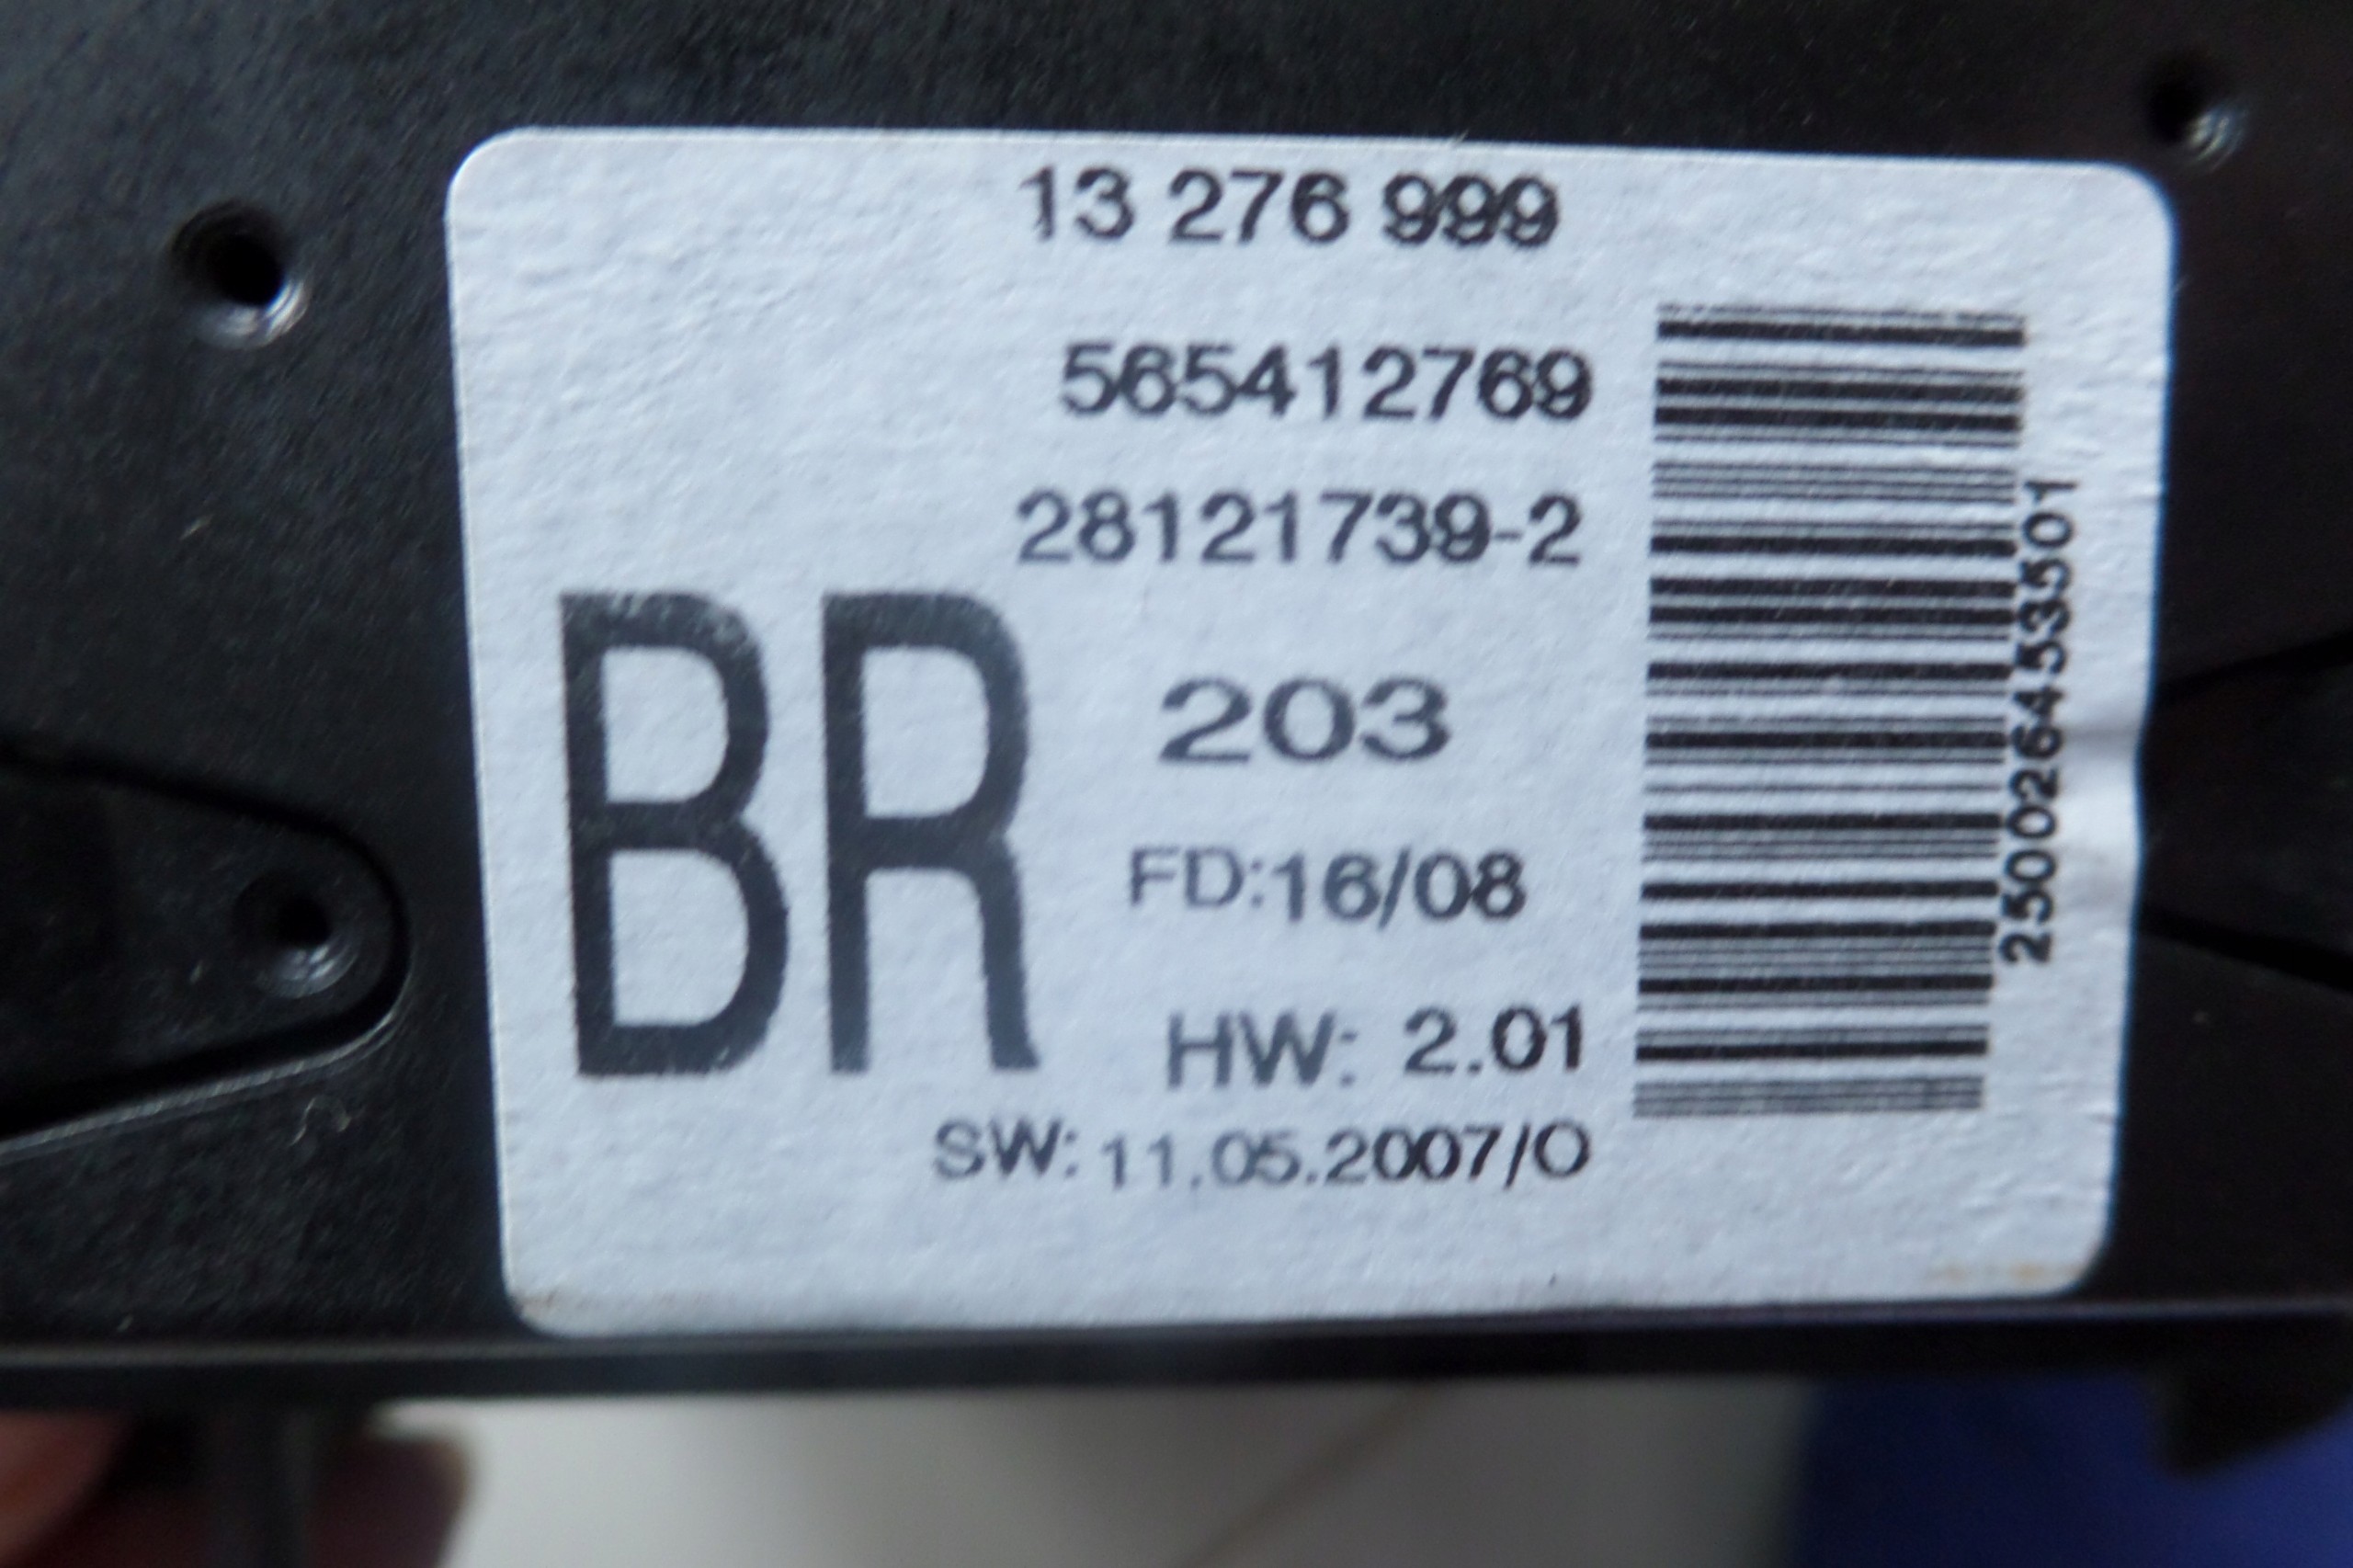 13 276 999
565412769
28121739-2
BR
203
FD:16/08
HW: 2.01
SW: 11.05.2007/O
2500264533501